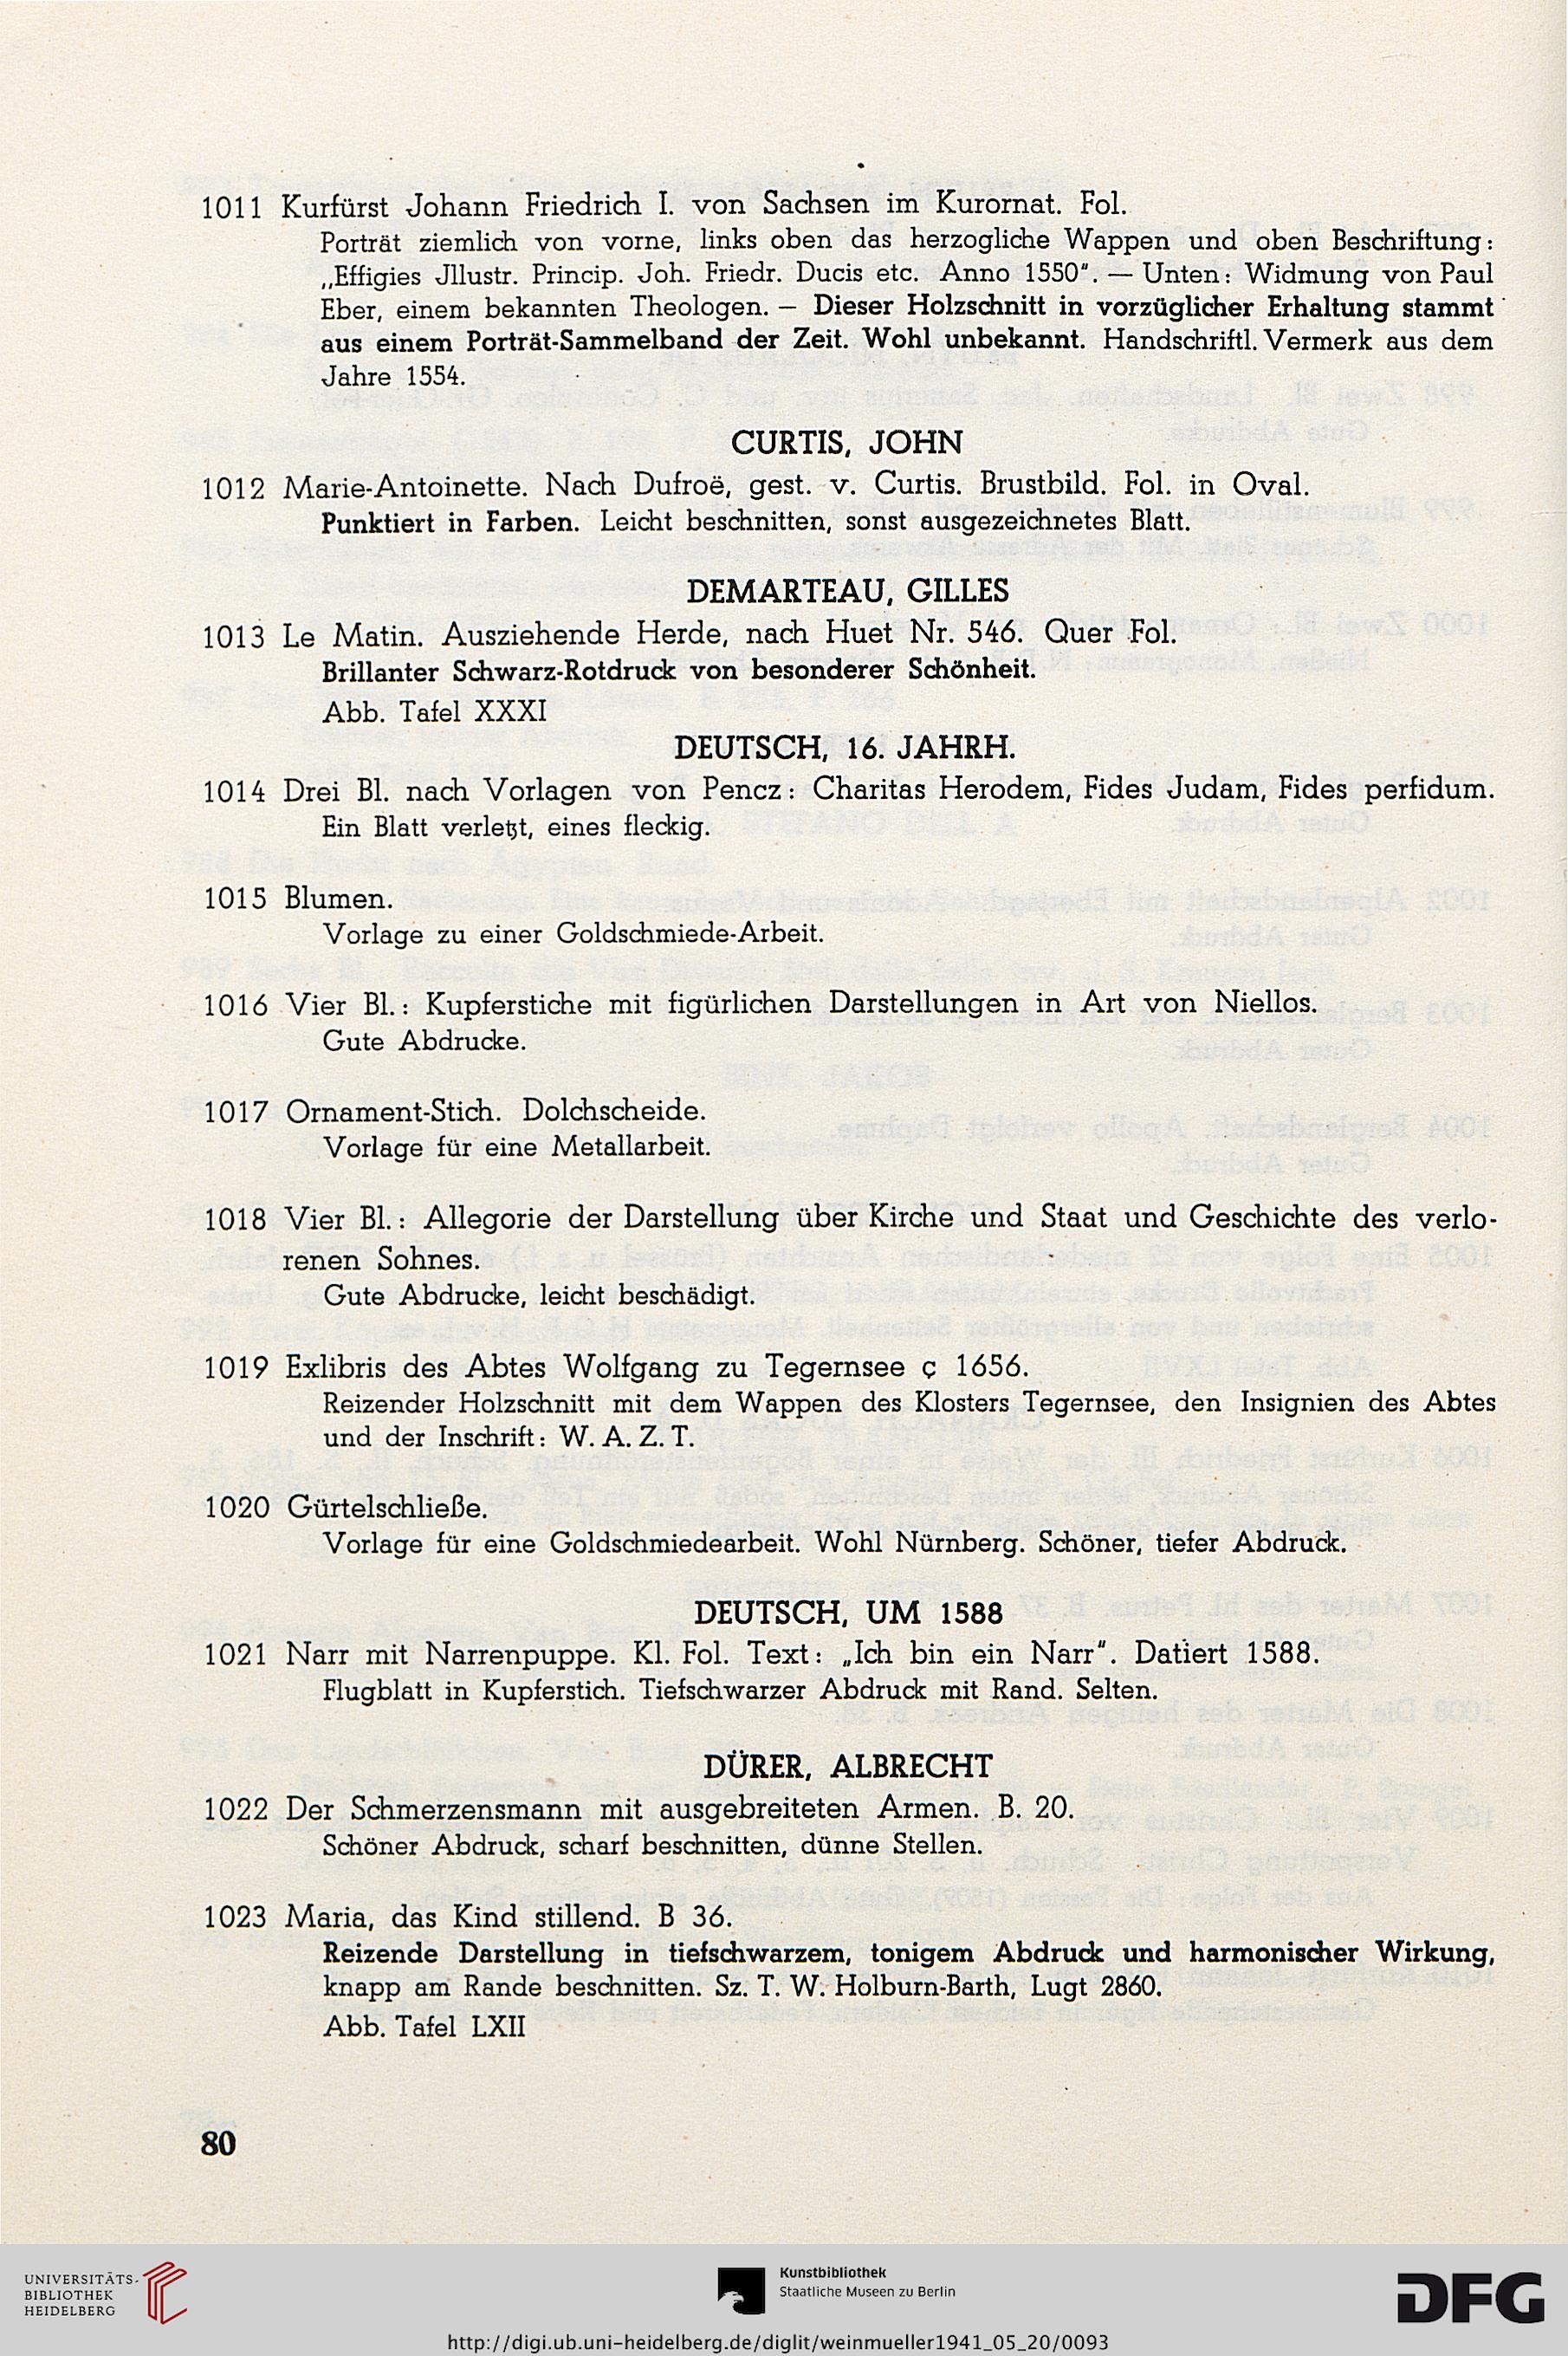 1011 Kurfürst Johann Friedrich I. von Sachsen im Kurornat. Fol.
Porträt ziemlich von vorne, links oben das herzogliche Wappen und oben Beschriftung:
„Effigies Jllustr. Princip. Joh. Friedr. Ducis etc. Anno 1550". — Unten: Widmung von Paul
Eber, einem bekannten Theologen. — Dieser Holzschnitt in vorzüglicher Erhaltung stammt
aus einem Porträt-Sammelband der Zeit. Wohl unbekannt. Handschriftl. Vermerk aus dem
Jahre 1554.
CURTIS, JOHN
1012 Marie-Antoinette. Nach Dufroë, gest. v. Curtis. Brustbild. Fol. in Oval.
Punktiert in Farben. Leicht beschnitten, sonst ausgezeichnetes Blatt.
DEMARTEAU, GILLES
1013 Le Matin. Ausziehende Herde, nach Huet Nr. 546. Quer Fol.
Brillanter Schwarz-Rotdruck von besonderer Schönheit.
Abb. Tafel XXXI
DEUTSCH, 16. JAHRH.
1014 Drei Bl. nach Vorlagen von Pencz: Charitas Herodem, Fides Judam, Fides perfidum.
Ein Blatt verletzt, eines fleckig.
1015 Blumen.
Vorlage zu einer Goldschmiede-Arbeit.
1016 Vier Bl.: Kupferstiche mit figürlichen Darstellungen in Art von Niellos.
Gute Abdrucke.
1017 Ornament-Stich. Dolchscheide.
Vorlage für eine Metallarbeit.
1018 Vier Bl.: Allegorie der Darstellung über Kirche und Staat und Geschichte des verlo-
renen Sohnes.
Gute Abdrucke, leicht beschädigt.
1019 Exlibris des Abtes Wolfgang zu Tegernsee ç 1656.
Reizender Holzschnitt mit dem Wappen des Klosters Tegernsee, den Insignien des Abtes
und der Inschrift: W. A. Z. T.
1020 Gürtelschließe.
Vorlage für eine Goldschmiedearbeit. Wohl Nürnberg. Schöner, tiefer Abdruck.
DEUTSCH, UM 1588
1021 Narr mit Narrenpuppe. Kl. Fol. Text: „Ich bin ein Narr". Datiert 1588.
Flugblatt in Kupferstich. Tiefschwarzer Abdruck mit Rand. Selten.
DÜRER, ALBRECHT
1022 Der Schmerzensmann mit ausgebreiteten Armen. B. 20.
Schöner Abdruck, scharf beschnitten, dünne Stellen.
1023 Maria, das Kind stillend. B 36.
Reizende Darstellung in tiefschwarzem, tonigem Abdruck und harmonischer Wirkung,
knapp am Rande beschnitten. Sz. T. W. Holburn-Barth, Lugt 2860.
Abb. Tafel LXII
80
UNIVERSITÄTS-
BIBLIOTHEK
HEIDELBERG
Kunstbibliothek
Staatliche Museen zu Berlin
DFG
http://digi.ub.uni-heidelberg.de/diglit/weinmueller1941_05_20/0093